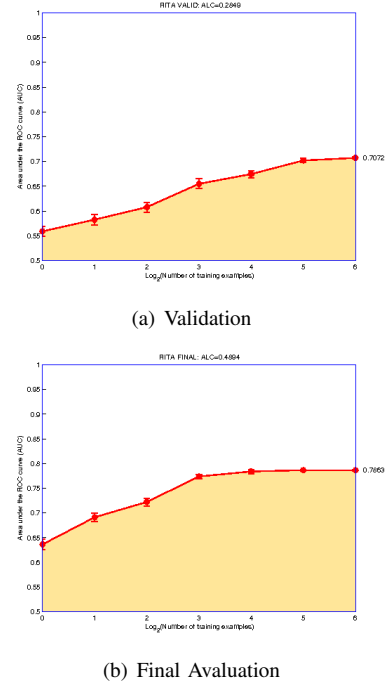 RITA VALID: ALC=0.2849
1
0.95
0.9
0.85
0.8
0.75
0.7
0.65
0.6
0.55
0.5
Area under the ROC curve (AUC)
0.7072
0 1 2 3 4 5 6
Log2(Number of training examples)
(a) Validation
RITA FINAL: ALC=0.4894
1
0.95
0.9
0.85
0.8
0.75
0.7
0.65
0.6
0.55
0.5
Area under the ROC curve (AUC)
0.7863
0 1 2 3 4 5 6
Log2(Number of training examples)
(b) Final Avaluation